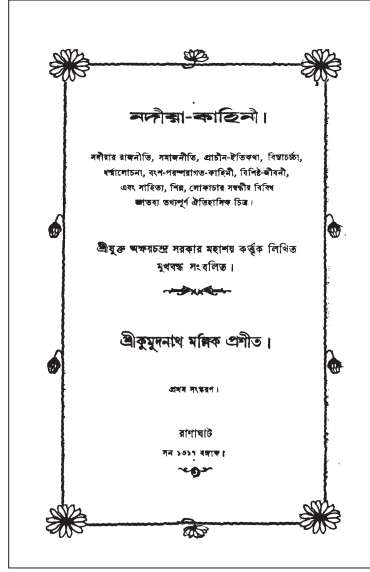 নদীয়া-কাহিনী।
নদীয়ার রাজনীতি, সমাজনীতি, প্রাচীন-ইতিকথা, বিদ্যাচর্চ্চা,
ধর্ম্মালোচনা, বংশ-পরম্পরাগত-কাহিনী, বিশিষ্ট-জীবনী,
এবং সাহিত্য, শিল্প, লোকাচার সম্বন্ধীয় বিবিধ
জ্ঞাতব্য তথ্যপূর্ণ ঐতিহাসিক চিত্র।
শ্রীযুক্ত অক্ষয়চন্দ্র সরকার মহাশয় কর্ত্তৃক লিখিত
মুখবন্ধ সংবলিত।
শ্রীকুমুদনাথ মল্লিক প্রণীত।
প্রথম সংস্করণ।
রাণাঘাট
সন ১৩১৭ বঙ্গাব্দ।